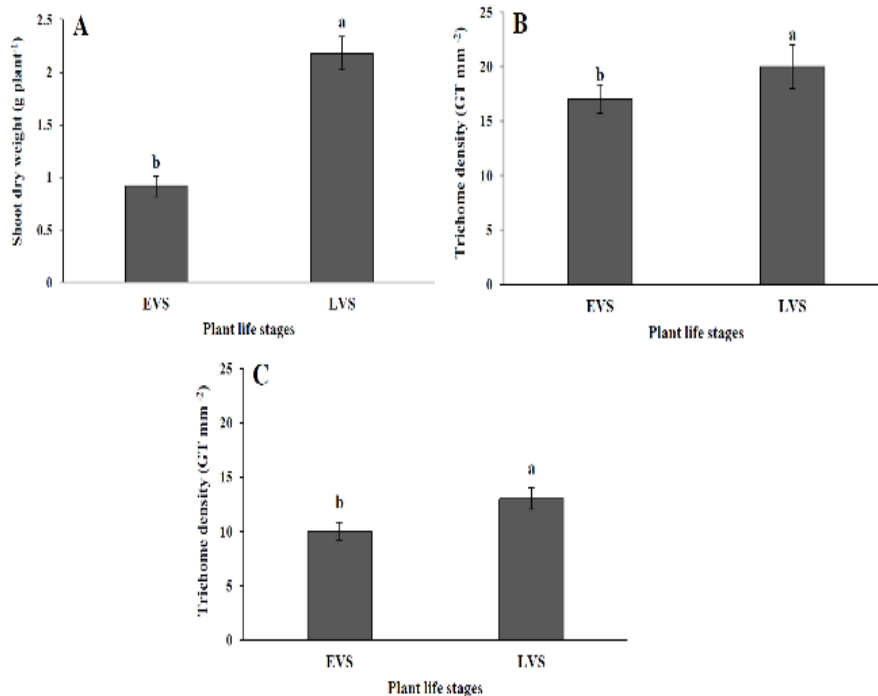 A
Shoot dry weight (g plant⁻¹)
2.5
2
1.5
1
0.5
0
b
a
EVS LVS
Plant life stages
B
Trichome density (GT mm⁻²)
25
20
15
10
5
0
b
a
EVS LVS
Plant life stages
C
Trichome density (GT mm⁻²)
25
20
15
10
5
0
b
a
EVS LVS
Plant life stages